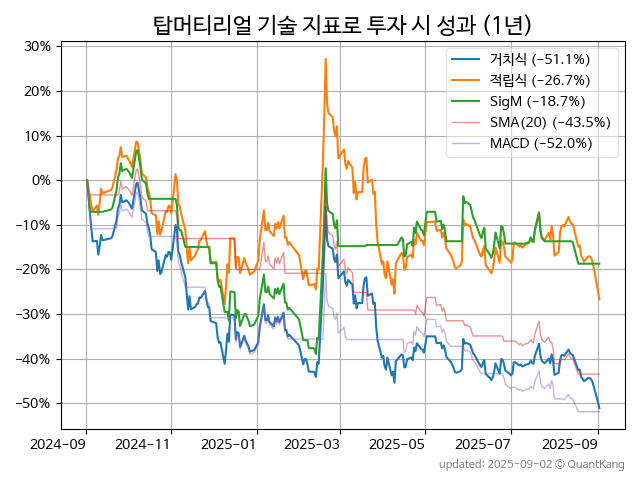 탑머티리얼 기술 지표로 투자 시 성과 (1년)
거치식 (−51.1%)
적립식 (−26.7%)
SigM (−18.7%)
SMA(20) (−43.5%)
MACD (−52.0%)
30%
20%
10%
0%
−10%
−20%
−30%
−40%
−50%
2024-09 2024-11 2025-01 2025-03 2025-05 2025-07 2025-09
updated: 2025-09-02 © QuantKang